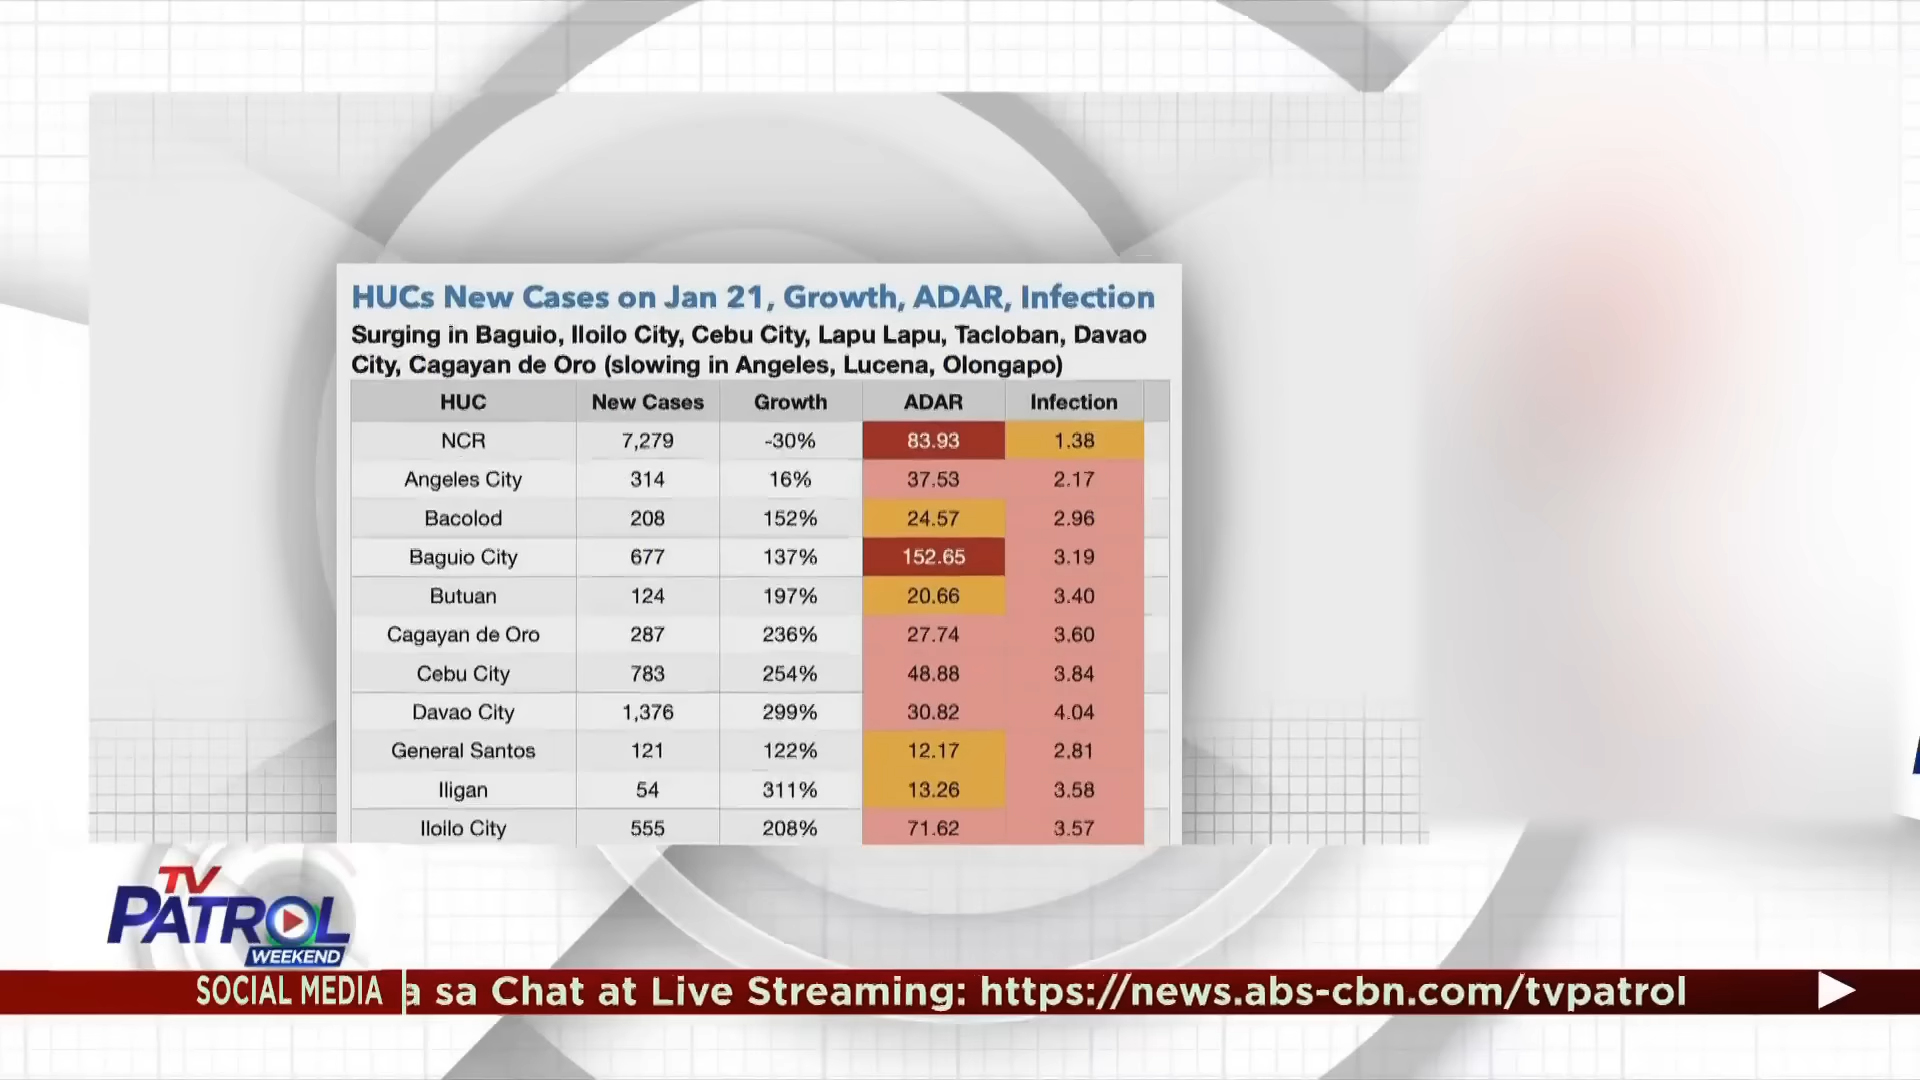 HUCs New Cases on Jan 21, Growth, ADAR, Infection
Surging in Baguio, Iloilo City, Cebu City, Lapu Lapu, Tacloban, Davao
City, Cagayan de Oro (slowing in Angeles, Lucena, Olongapo)
HUC New Cases Growth ADAR Infection
NCR 7,279 -30% 83.93 1.38
Angeles City 314 16% 37.53 2.17
Bacolod 208 152% 24.57 2.96
Baguio City 677 137% 152.65 3.19
Butuan 124 197% 20.66 3.40
Cagayan de Oro 287 236% 27.74 3.60
Cebu City 783 254% 48.88 3.84
Davao City 1,376 299% 30.82 4.04
General Santos 121 122% 12.17 2.81
Iligan 54 311% 13.26 3.58
Iloilo City 555 208% 71.62 3.57
TV
PATROL
WEEKEND
SOCIAL MEDIA a sa Chat at Live Streaming: https://news.abs-cbn.com/tvpatrol